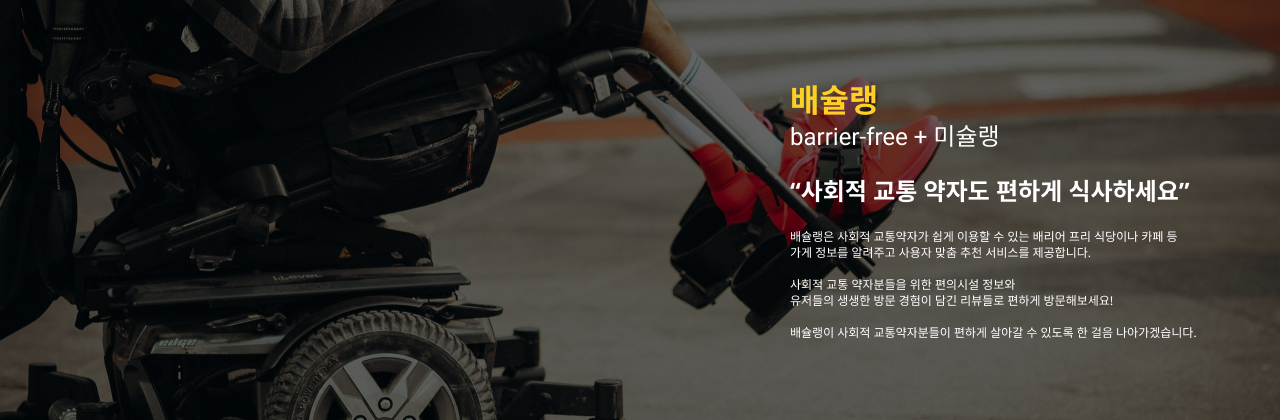 배슐랭
barrier-free + 미슐랭
“사회적 교통 약자도 편하게 식사하세요”
배슐랭은 사회적 교통약자가 쉽게 이용할 수 있는 배리어 프리 식당이나 카페 등
가게 정보를 알려주고 사용자 맞춤 추천 서비스를 제공합니다.
사회적 교통 약자분들을 위한 편의시설 정보와
유저들의 생생한 방문 경험이 담긴 리뷰들로 편하게 방문해보세요!
배슐랭이 사회적 교통약자분들이 편하게 살아갈 수 있도록 한 걸음 나아가겠습니다.
i.Level
edge